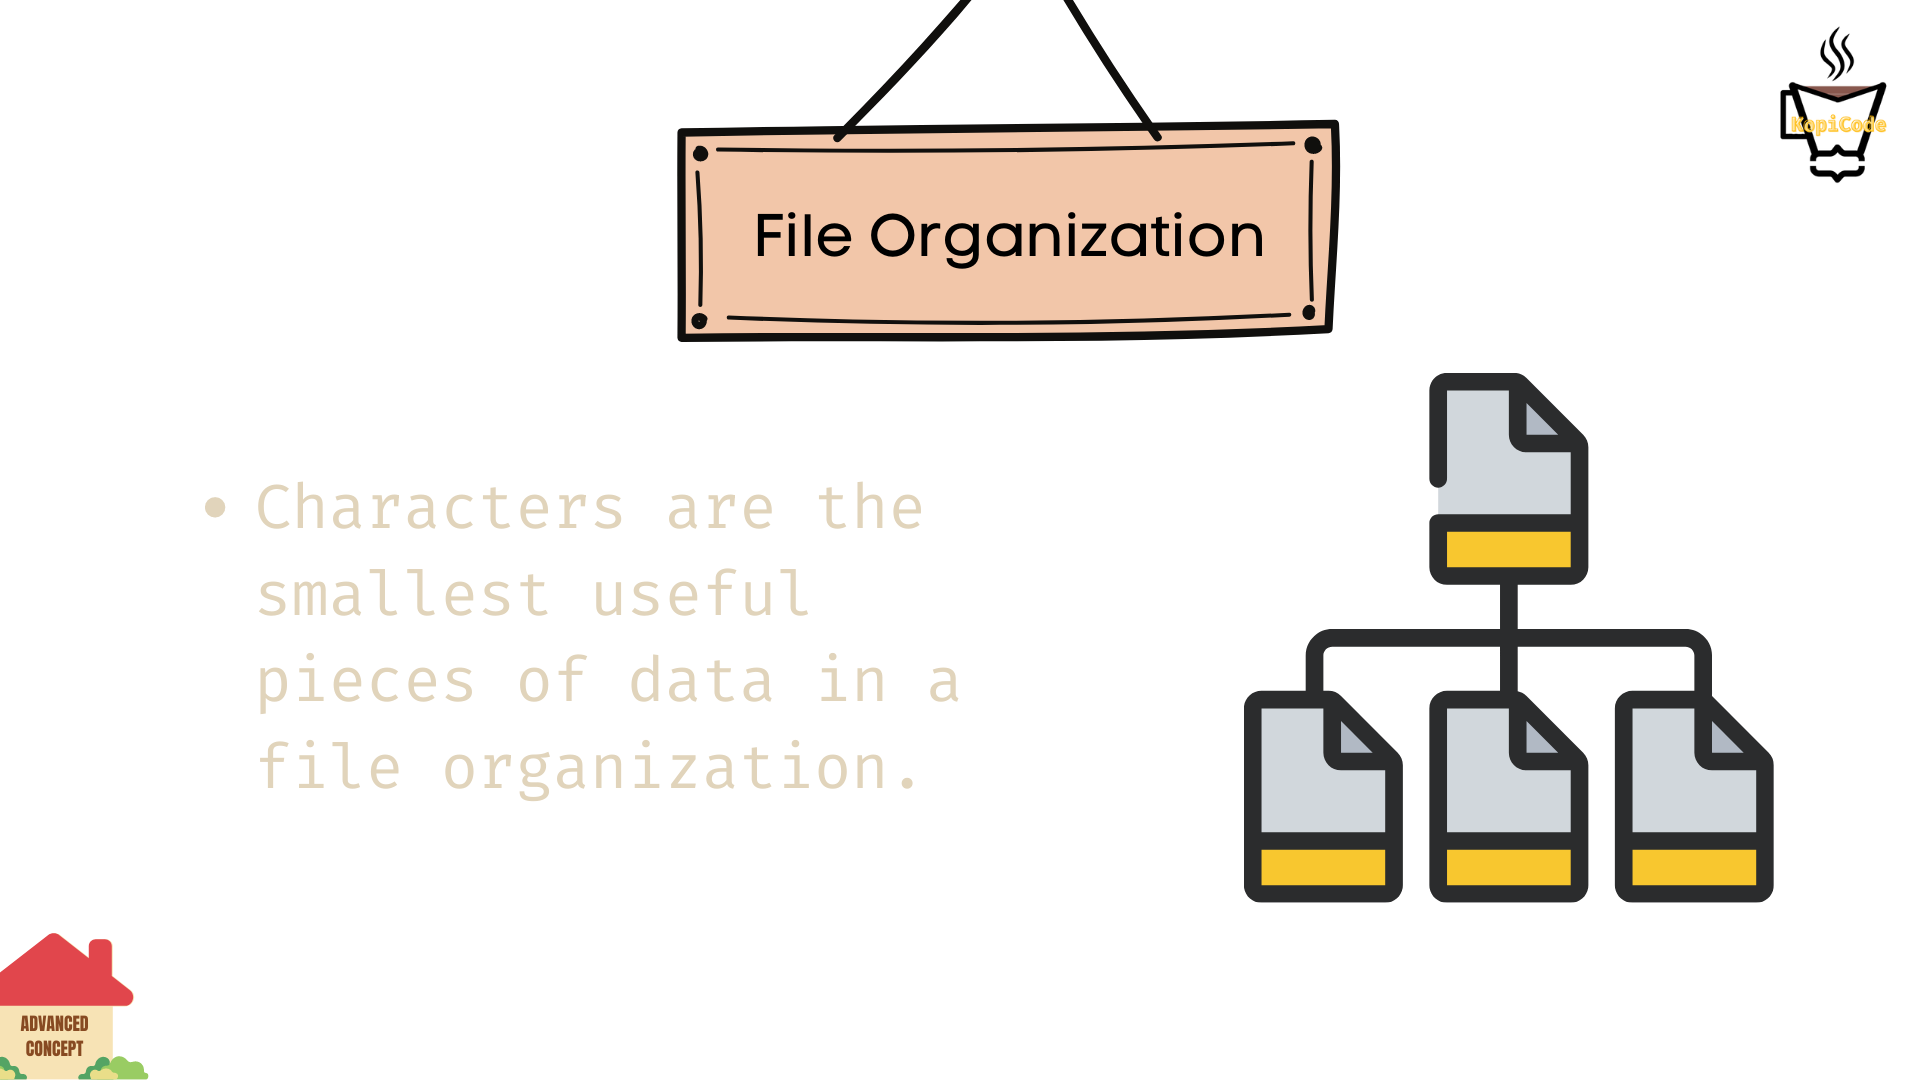 KopiCode
File Organization
• Characters are the
smallest useful
pieces of data in a
file organization.
ADVANCED
CONCEPT